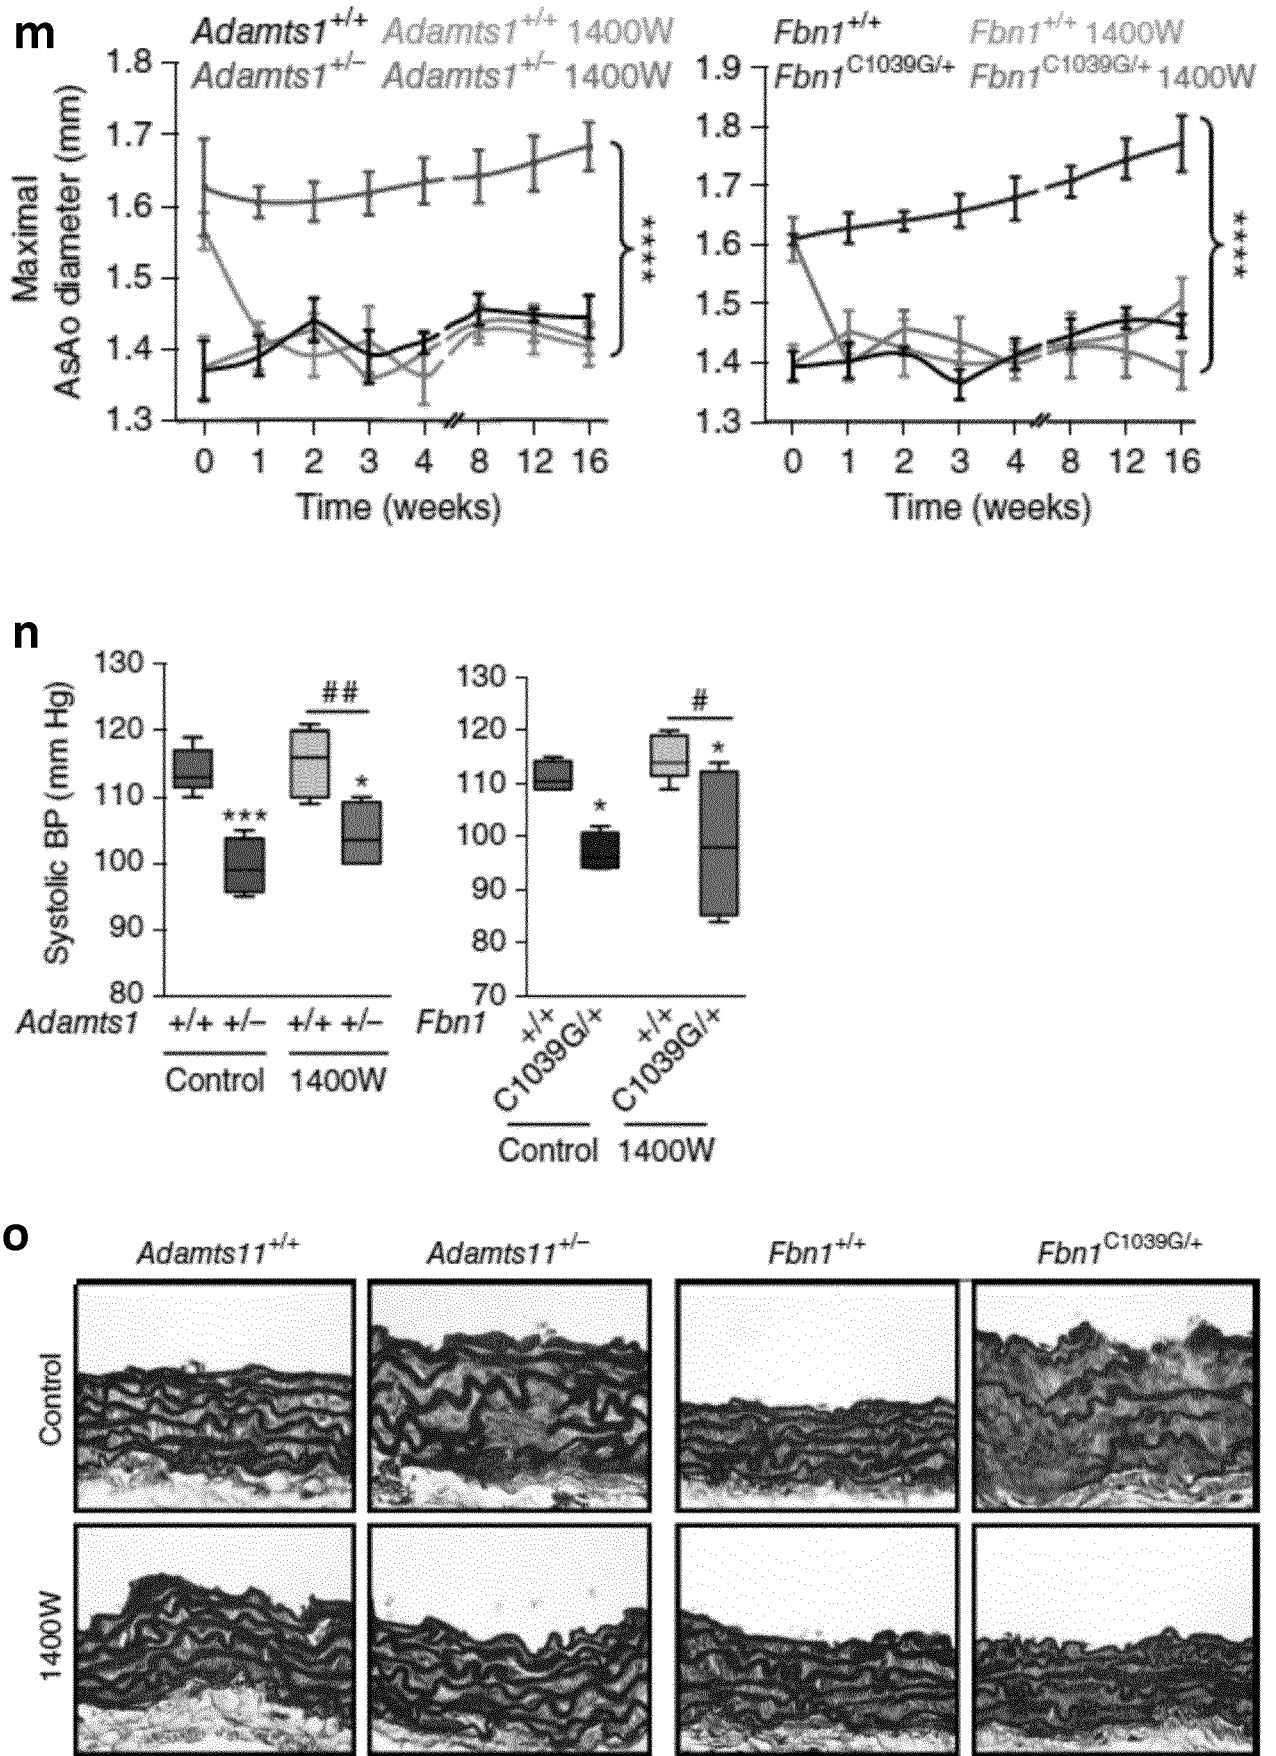 m
Adamts1+/+ Adamts1+/+ 1400W
Adamts1+/– Adamts1+/– 1400W
Maximal
AsAo diameter (mm)
1.8
1.7
1.6
1.5
1.4
1.3
****
0 1 2 3 4 8 12 16
Time (weeks)
Fbn1+/+ Fbn1+/+ 1400W
Fbn1C1039G/+ Fbn1C1039G/+ 1400W
1.9
1.8
1.7
1.6
1.5
1.4
1.3
****
0 1 2 3 4 8 12 16
Time (weeks)
n
Systolic BP (mm Hg)
130
120
110
100
90
80
***
##
*
Adamts1 +/+ +/– +/+ +/–
Control 1400W
130
120
110
100
90
80
70
*
#
*
Fbn1 +/+ C1039G/+ +/+ C1039G/+
Control 1400W
o
Adamts11+/+ Adamts11+/– Fbn1+/+ Fbn1C1039G/+
Control
1400W